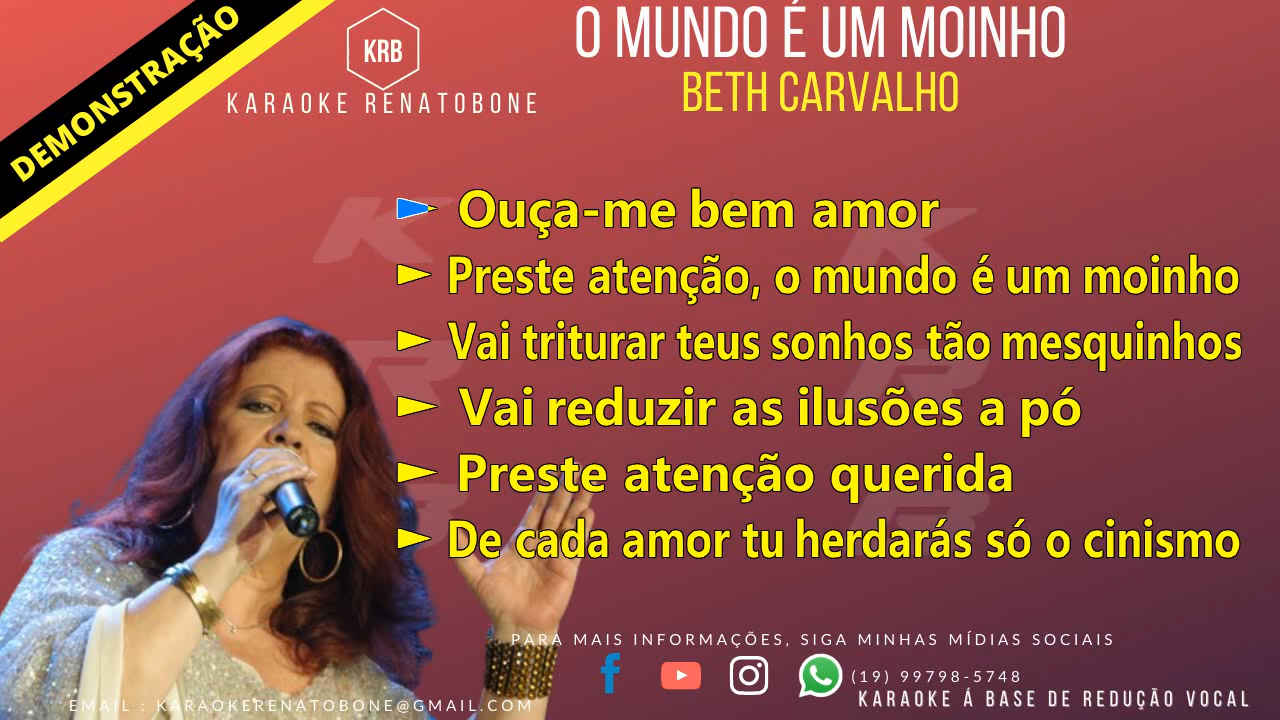 DEMONSTRAÇÃO
KRB
KARAOKE RENATOBONE
O MUNDO É UM MOINHO
BETH CARVALHO
Ouça-me bem amor
Preste atenção, o mundo é um moinho
Vai triturar teus sonhos tão mesquinhos
Vai reduzir as ilusões a pó
Preste atenção querida
De cada amor tu herdarás só o cinismo
K K
R R
B B
PARA MAIS INFORMAÇÕES, SIGA MINHAS MÍDIAS SOCIAIS
(19) 99798-5748
KARAOKE Á BASE DE REDUÇÃO VOCAL
EMAIL : KARAOKERENATOBONE@GMAIL.COM